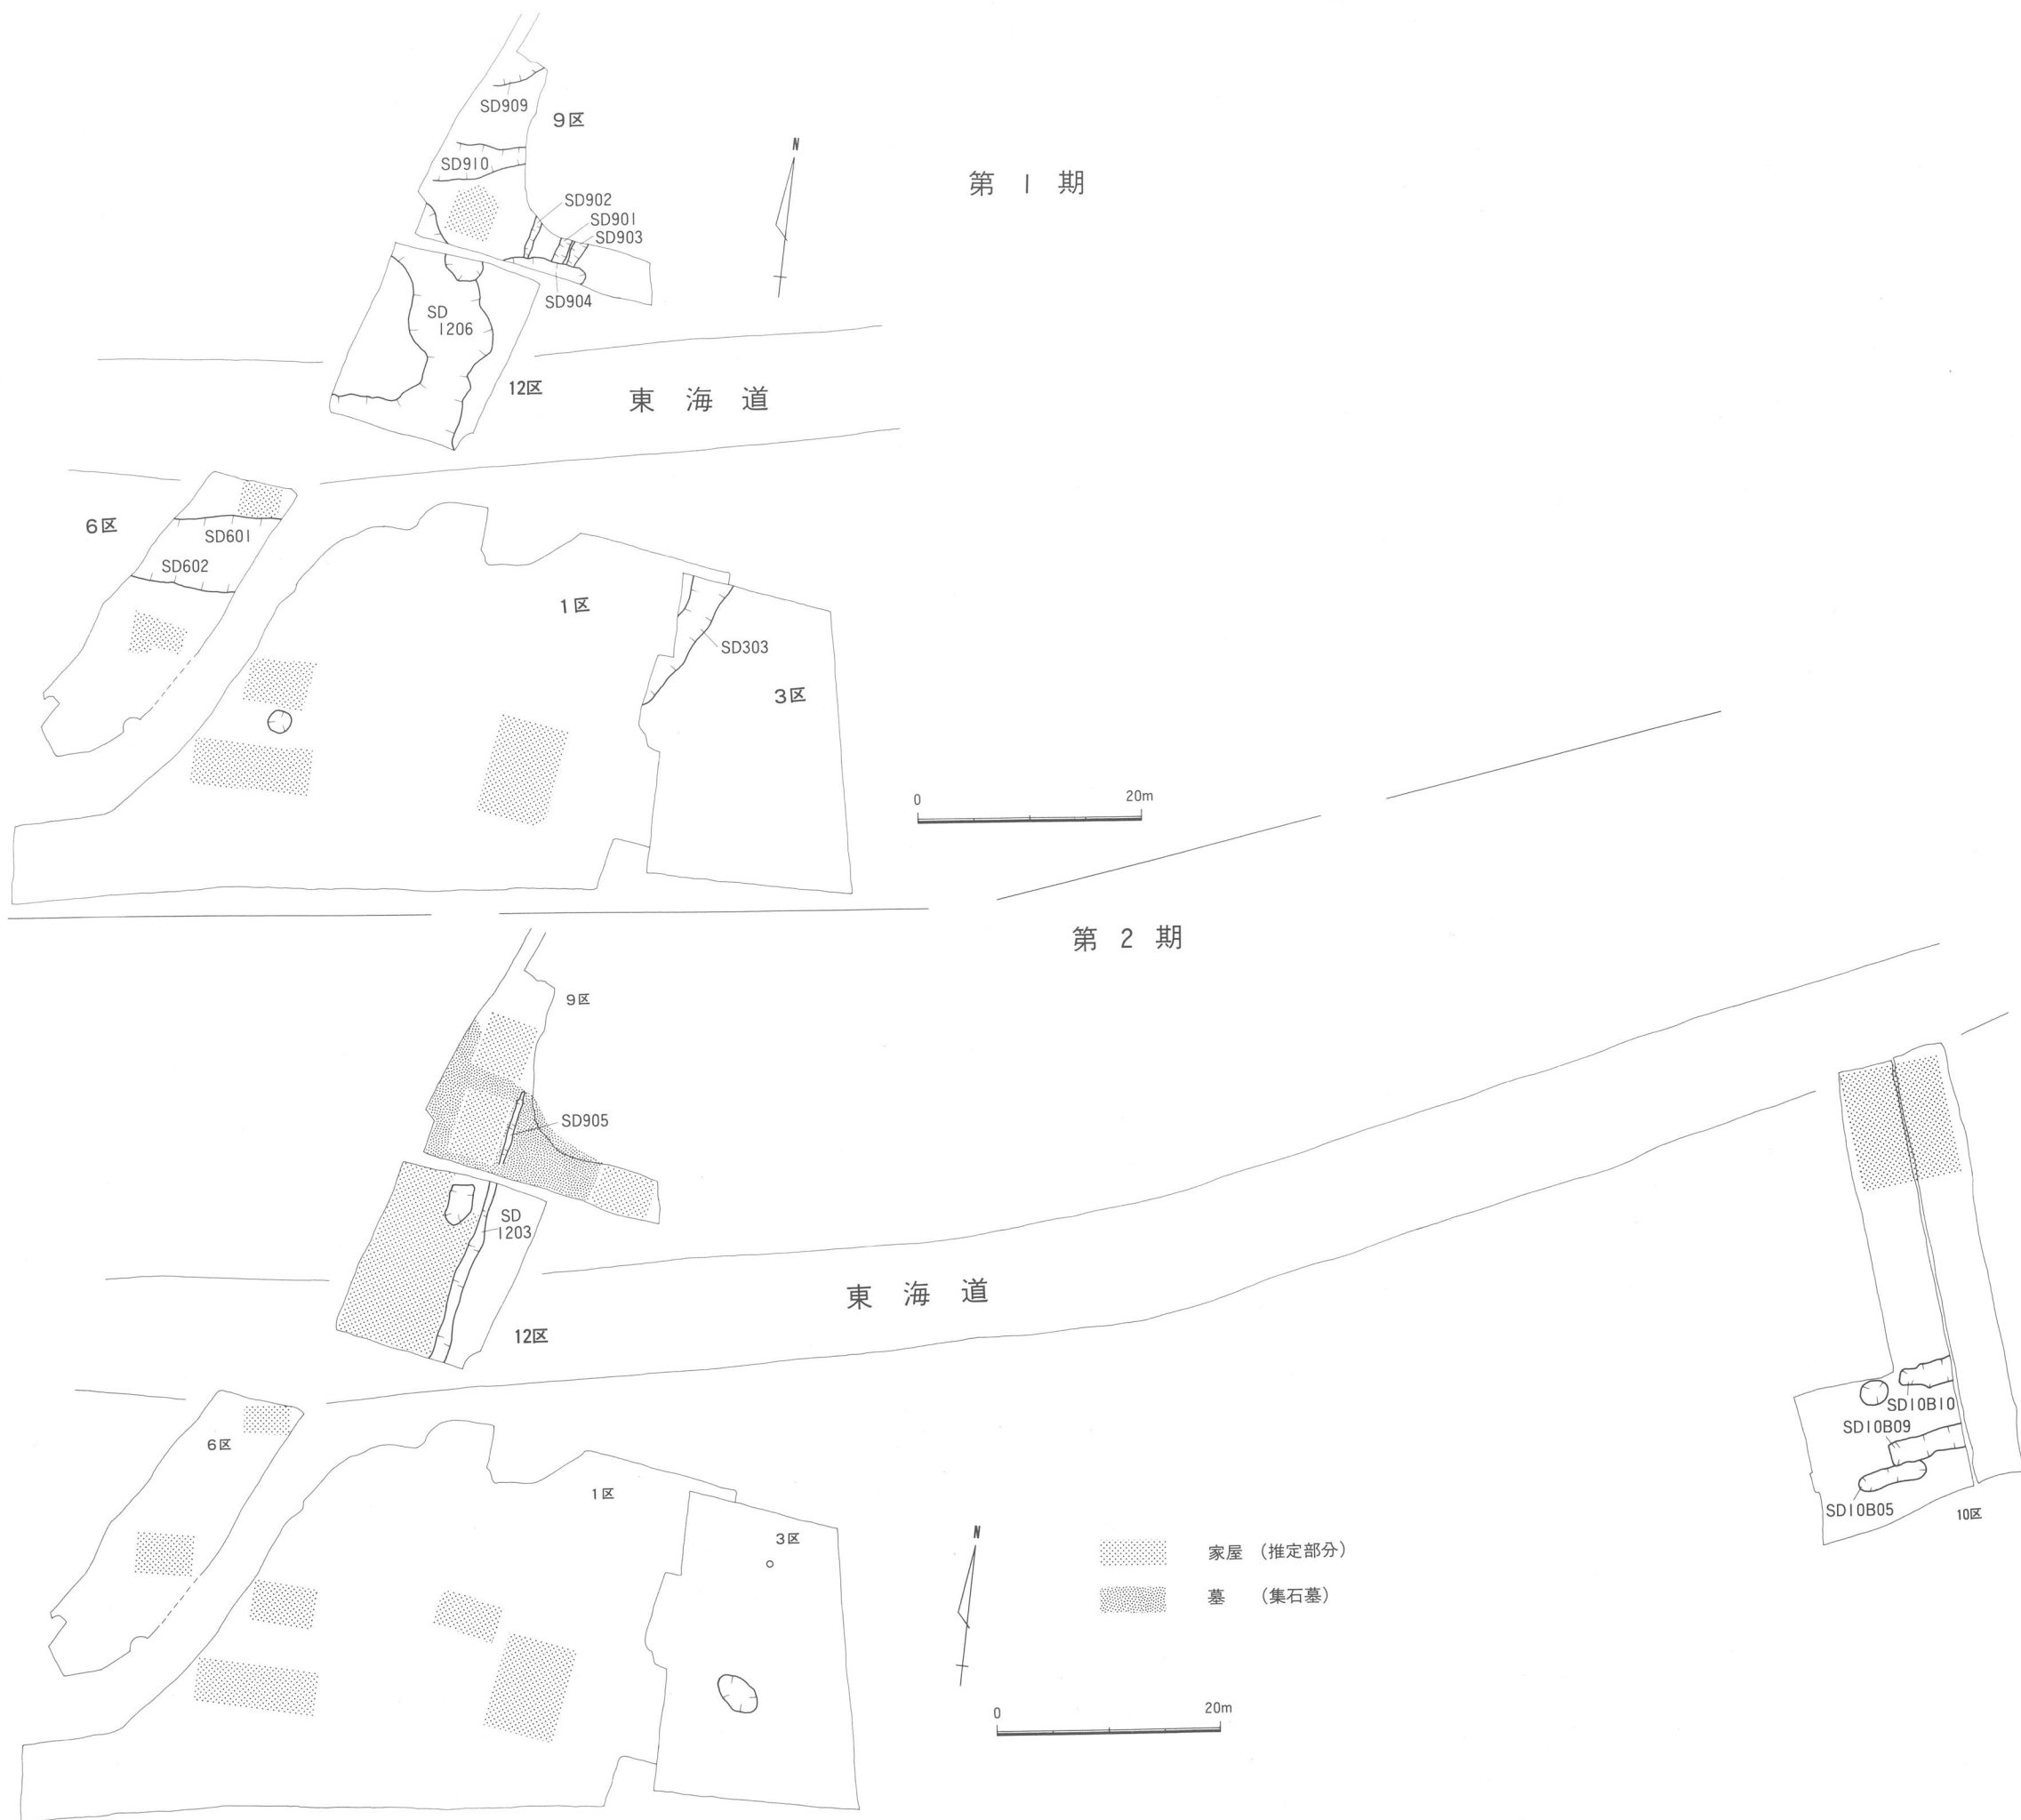 SD909
9区
N
SD910
第 1 期
SD902
SD901
SD903
SD904
SD
1206
12区
東 海 道
6区
SD601
SD602
1区
SD303
3区
0
20m
第 2 期
9区
SD905
SD
1203
東 海 道
12区
SD10B10
6区
SD10B09
1区
SD10B05
10区
N
3区
家屋 (推定部分)
墓 (集石墓)
0
20m